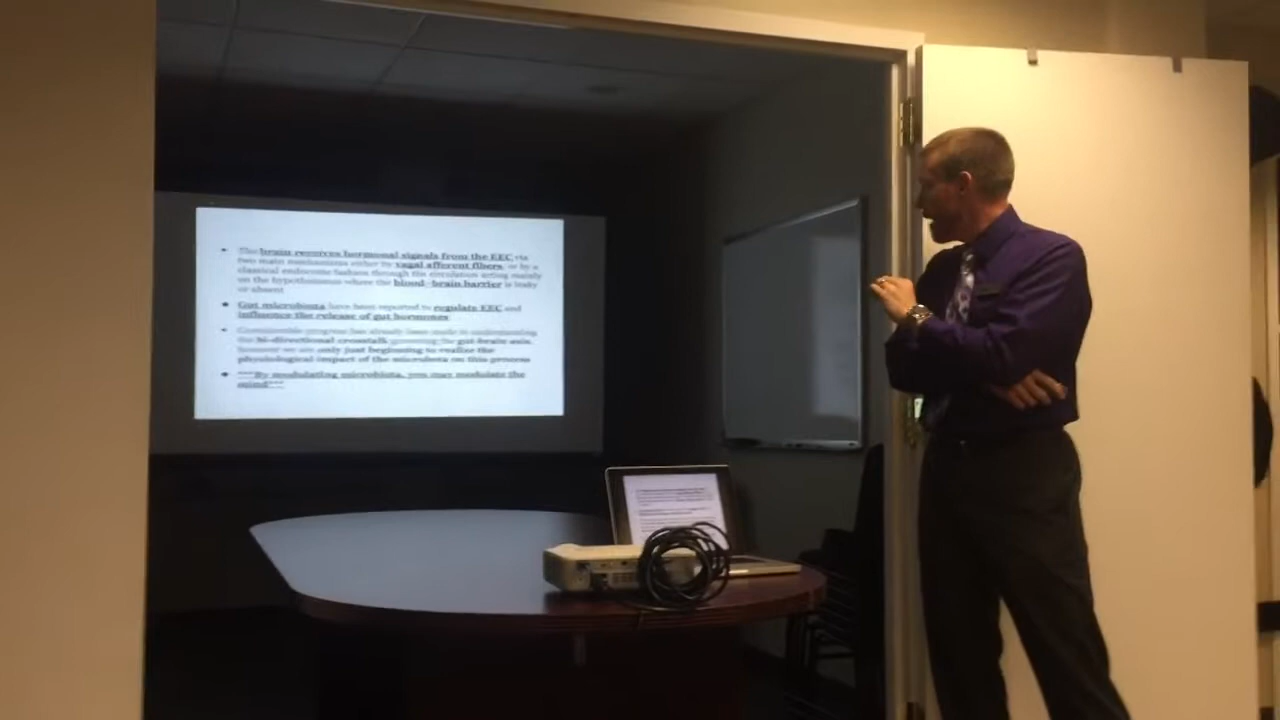 The brain receives hormonal signals from the EEC via
two main mechanisms either by vagal afferent fibers, or by a
classical endocrine fashion through the circulation acting mainly
on the hypothalamus where the blood–brain barrier is leaky
or absent
Gut microbiota have been reported to regulate EEC and
influence the release of gut hormones
Considerable progress has already been made in understanding
the bi-directional crosstalk governing the gut-brain axis,
however we are only just beginning to realize the
physiological impact of the microbiota on this process
***By modulating microbiota, you may modulate the
mind***